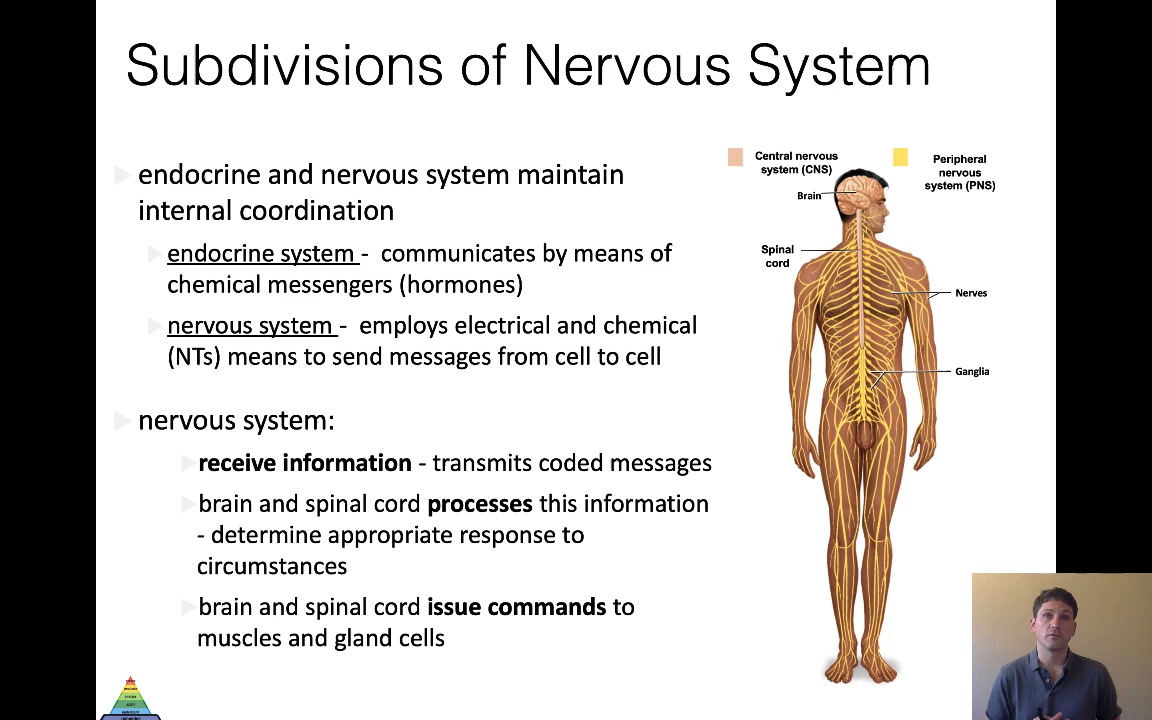 Subdivisions of Nervous System
endocrine and nervous system maintain
internal coordination
endocrine system - communicates by means of
chemical messengers (hormones)
nervous system - employs electrical and chemical
(NTs) means to send messages from cell to cell
nervous system:
receive information - transmits coded messages
brain and spinal cord processes this information
- determine appropriate response to
circumstances
brain and spinal cord issue commands to
muscles and gland cells
Central nervous
system (CNS)
Peripheral
nervous
system (PNS)
Brain
Spinal
cord
Nerves
Ganglia